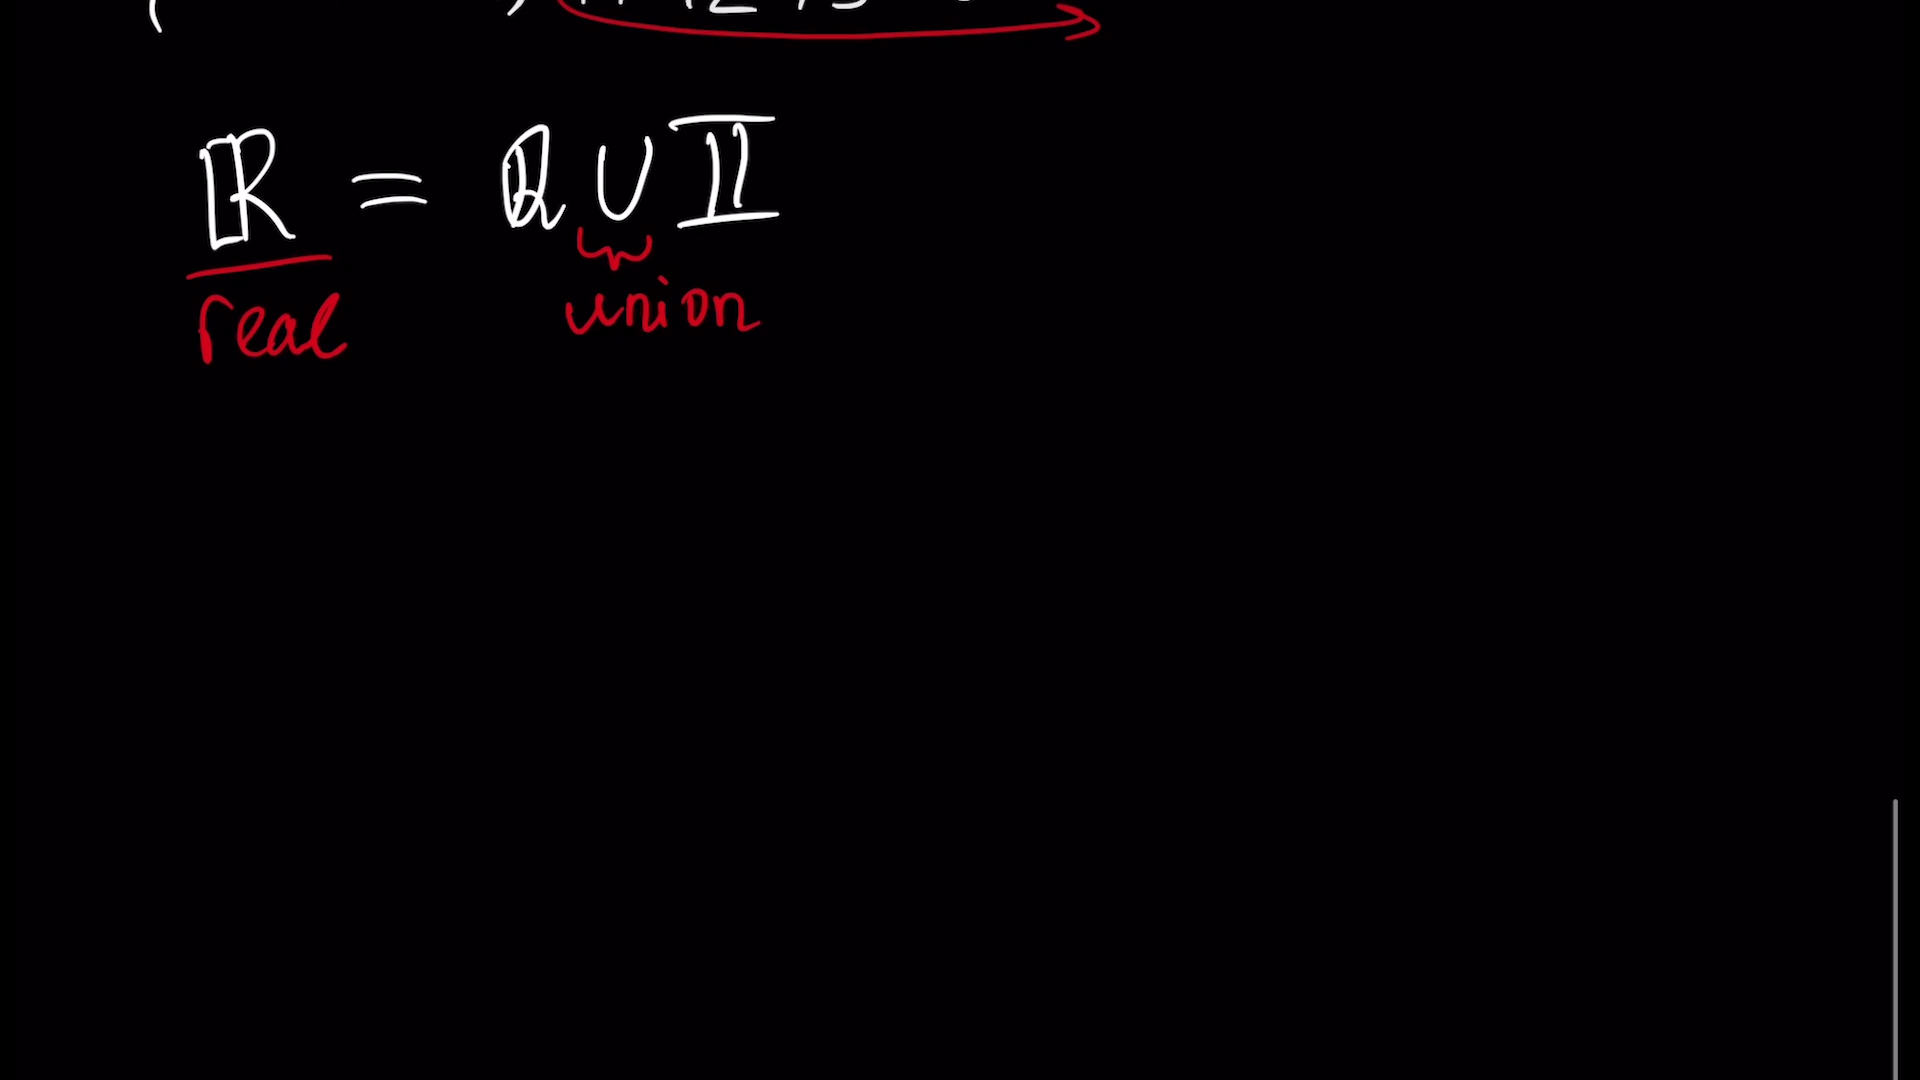 ℝ = ℚ ∪ 𝕀
real union